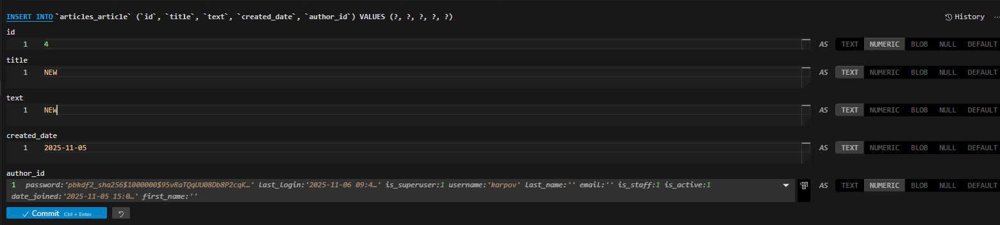 INSERT INTO `articles_article` (`id`, `title`, `text`, `created_date`, `author_id`) VALUES (?, ?, ?, ?, ?) History ...
id
1 4 AS TEXT NUMERIC BLOB NULL DEFAULT
title
1 NEW AS TEXT NUMERIC BLOB NULL DEFAULT
text
1 NEW AS TEXT NUMERIC BLOB NULL DEFAULT
created_date
1 2025-11-05 AS TEXT NUMERIC BLOB NULL DEFAULT
author_id
1 password:'pbkdf2_sha256$1000000$95vRaTQqUU08Db8P2cqK…' last_login:'2025-11-06 09:4…' is_superuser:1 username:'karpov' last_name:'' email:'' is_staff:1 is_active:1 AS TEXT NUMERIC BLOB NULL DEFAULT
date_joined:'2025-11-05 15:0…' first_name:''
Commit Ctrl + Enter